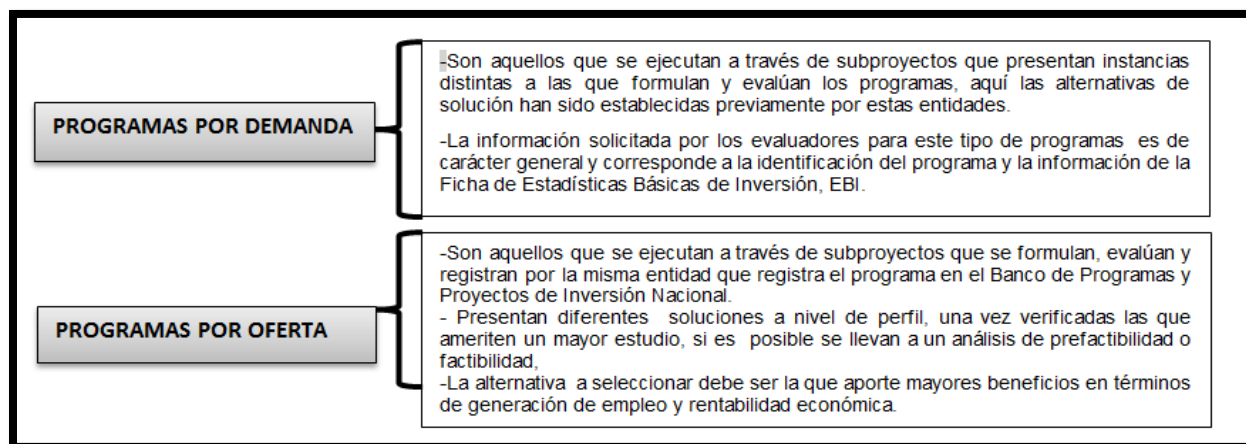 PROGRAMAS POR DEMANDA
-Son aquellos que se ejecutan a través de subproyectos que presentan instancias
distintas a las que formulan y evalúan los programas, aquí las alternativas de
solución han sido establecidas previamente por estas entidades.
-La información solicitada por los evaluadores para este tipo de programas es de
carácter general y corresponde a la identificación del programa y la información de la
Ficha de Estadísticas Básicas de Inversión, EBI.
PROGRAMAS POR OFERTA
-Son aquellos que se ejecutan a través de subproyectos que se formulan, evalúan y
registran por la misma entidad que registra el programa en el Banco de Programas y
Proyectos de Inversión Nacional.
- Presentan diferentes soluciones a nivel de perfil, una vez verificadas las que
ameriten un mayor estudio, si es posible se llevan a un análisis de prefactibilidad o
factibilidad,
-La alternativa a seleccionar debe ser la que aporte mayores beneficios en términos
de generación de empleo y rentabilidad económica.